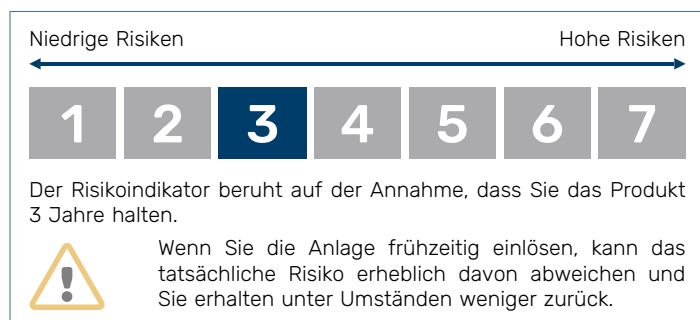 Niedrige Risiken Hohe Risiken
1 2 3 4 5 6 7
Der Risikoindikator beruht auf der Annahme, dass Sie das Produkt
3 Jahre halten.
Wenn Sie die Anlage frühzeitig einlösen, kann das
tatsächliche Risiko erheblich davon abweichen und
Sie erhalten unter Umständen weniger zurück.